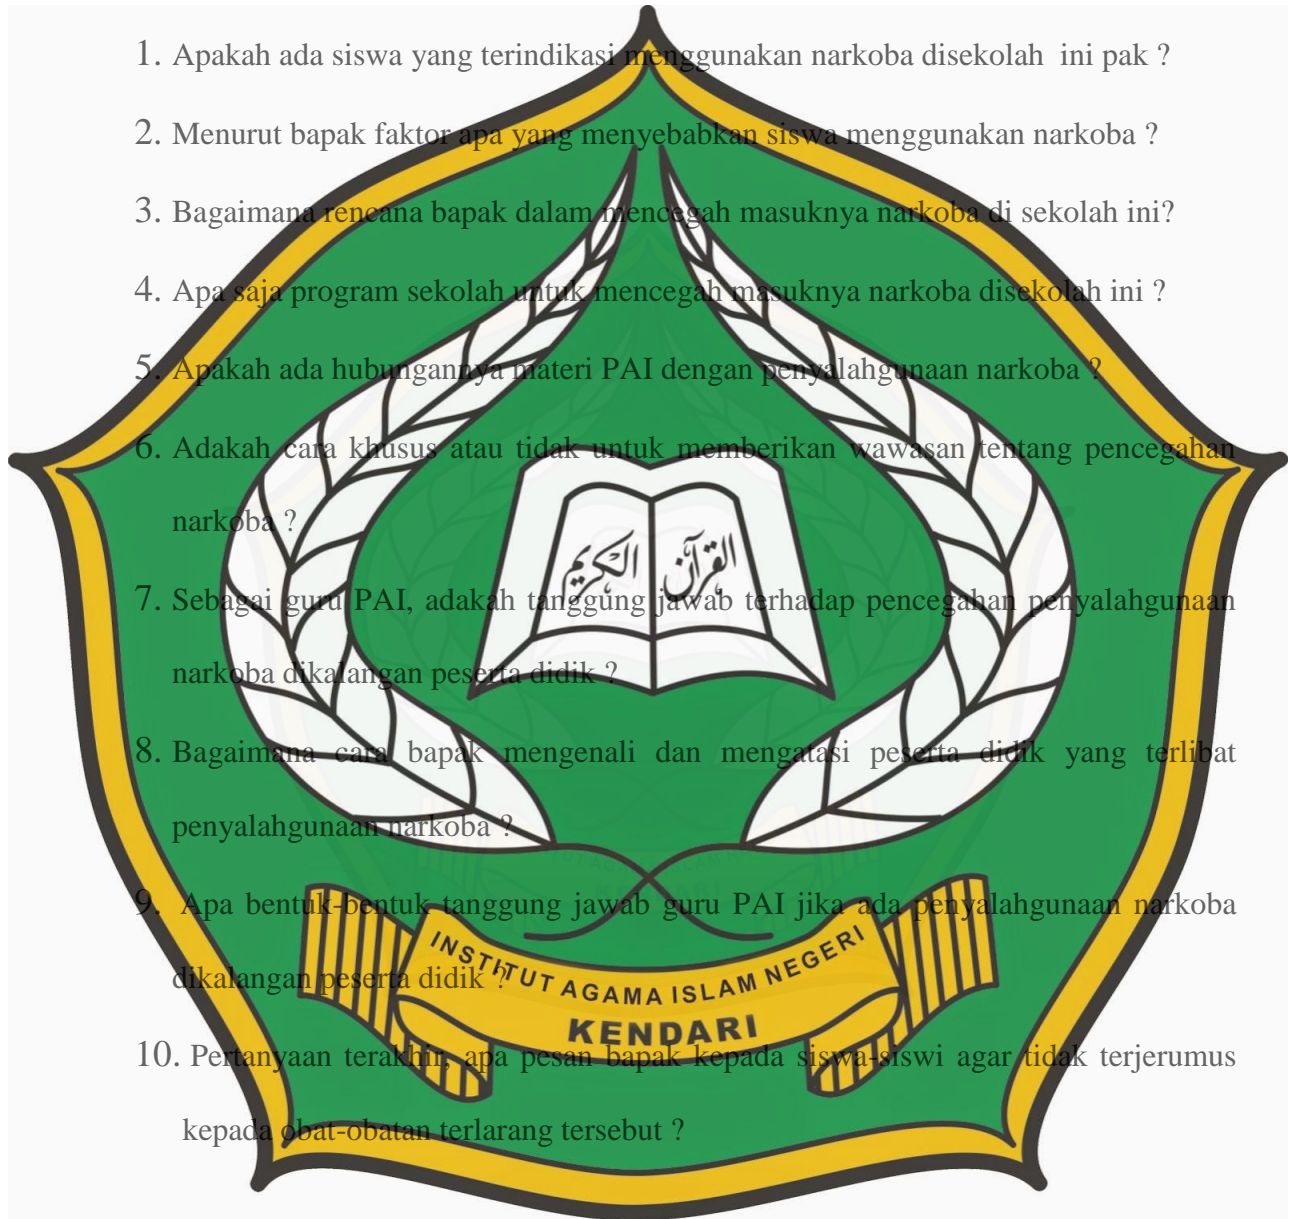 1. Apakah ada siswa yang terindikasi menggunakan narkoba disekolah ini pak ?
2. Menurut bapak faktor apa yang menyebabkan siswa menggunakan narkoba ?
3. Bagaimana rencana bapak dalam mencegah masuknya narkoba di sekolah ini?
4. Apa saja program sekolah untuk mencegah masuknya narkoba disekolah ini ?
5. Apakah ada hubungannya materi PAI dengan penyalahgunaan narkoba ?
6. Adakah cara khusus atau tidak untuk memberikan wawasan tentang pencegahan
narkoba ?
القرآن الكريم
7. Sebagai guru PAI, adakah tanggung jawab terhadap pencegahan penyalahgunaan
narkoba dikalangan peserta didik ?
8. Bagaimana cara bapak mengenali dan mengatasi peserta didik yang terlibat
penyalahgunaan narkoba ?
9. Apa bentuk-bentuk tanggung jawab guru PAI jika ada penyalahgunaan narkoba
dikalangan peserta didik ?
INSTITUT AGAMA ISLAM NEGERI
KENDARI
10. Pertanyaan terakhir, apa pesan bapak kepada siswa-siswi agar tidak terjerumus
kepada obat-obatan terlarang tersebut ?